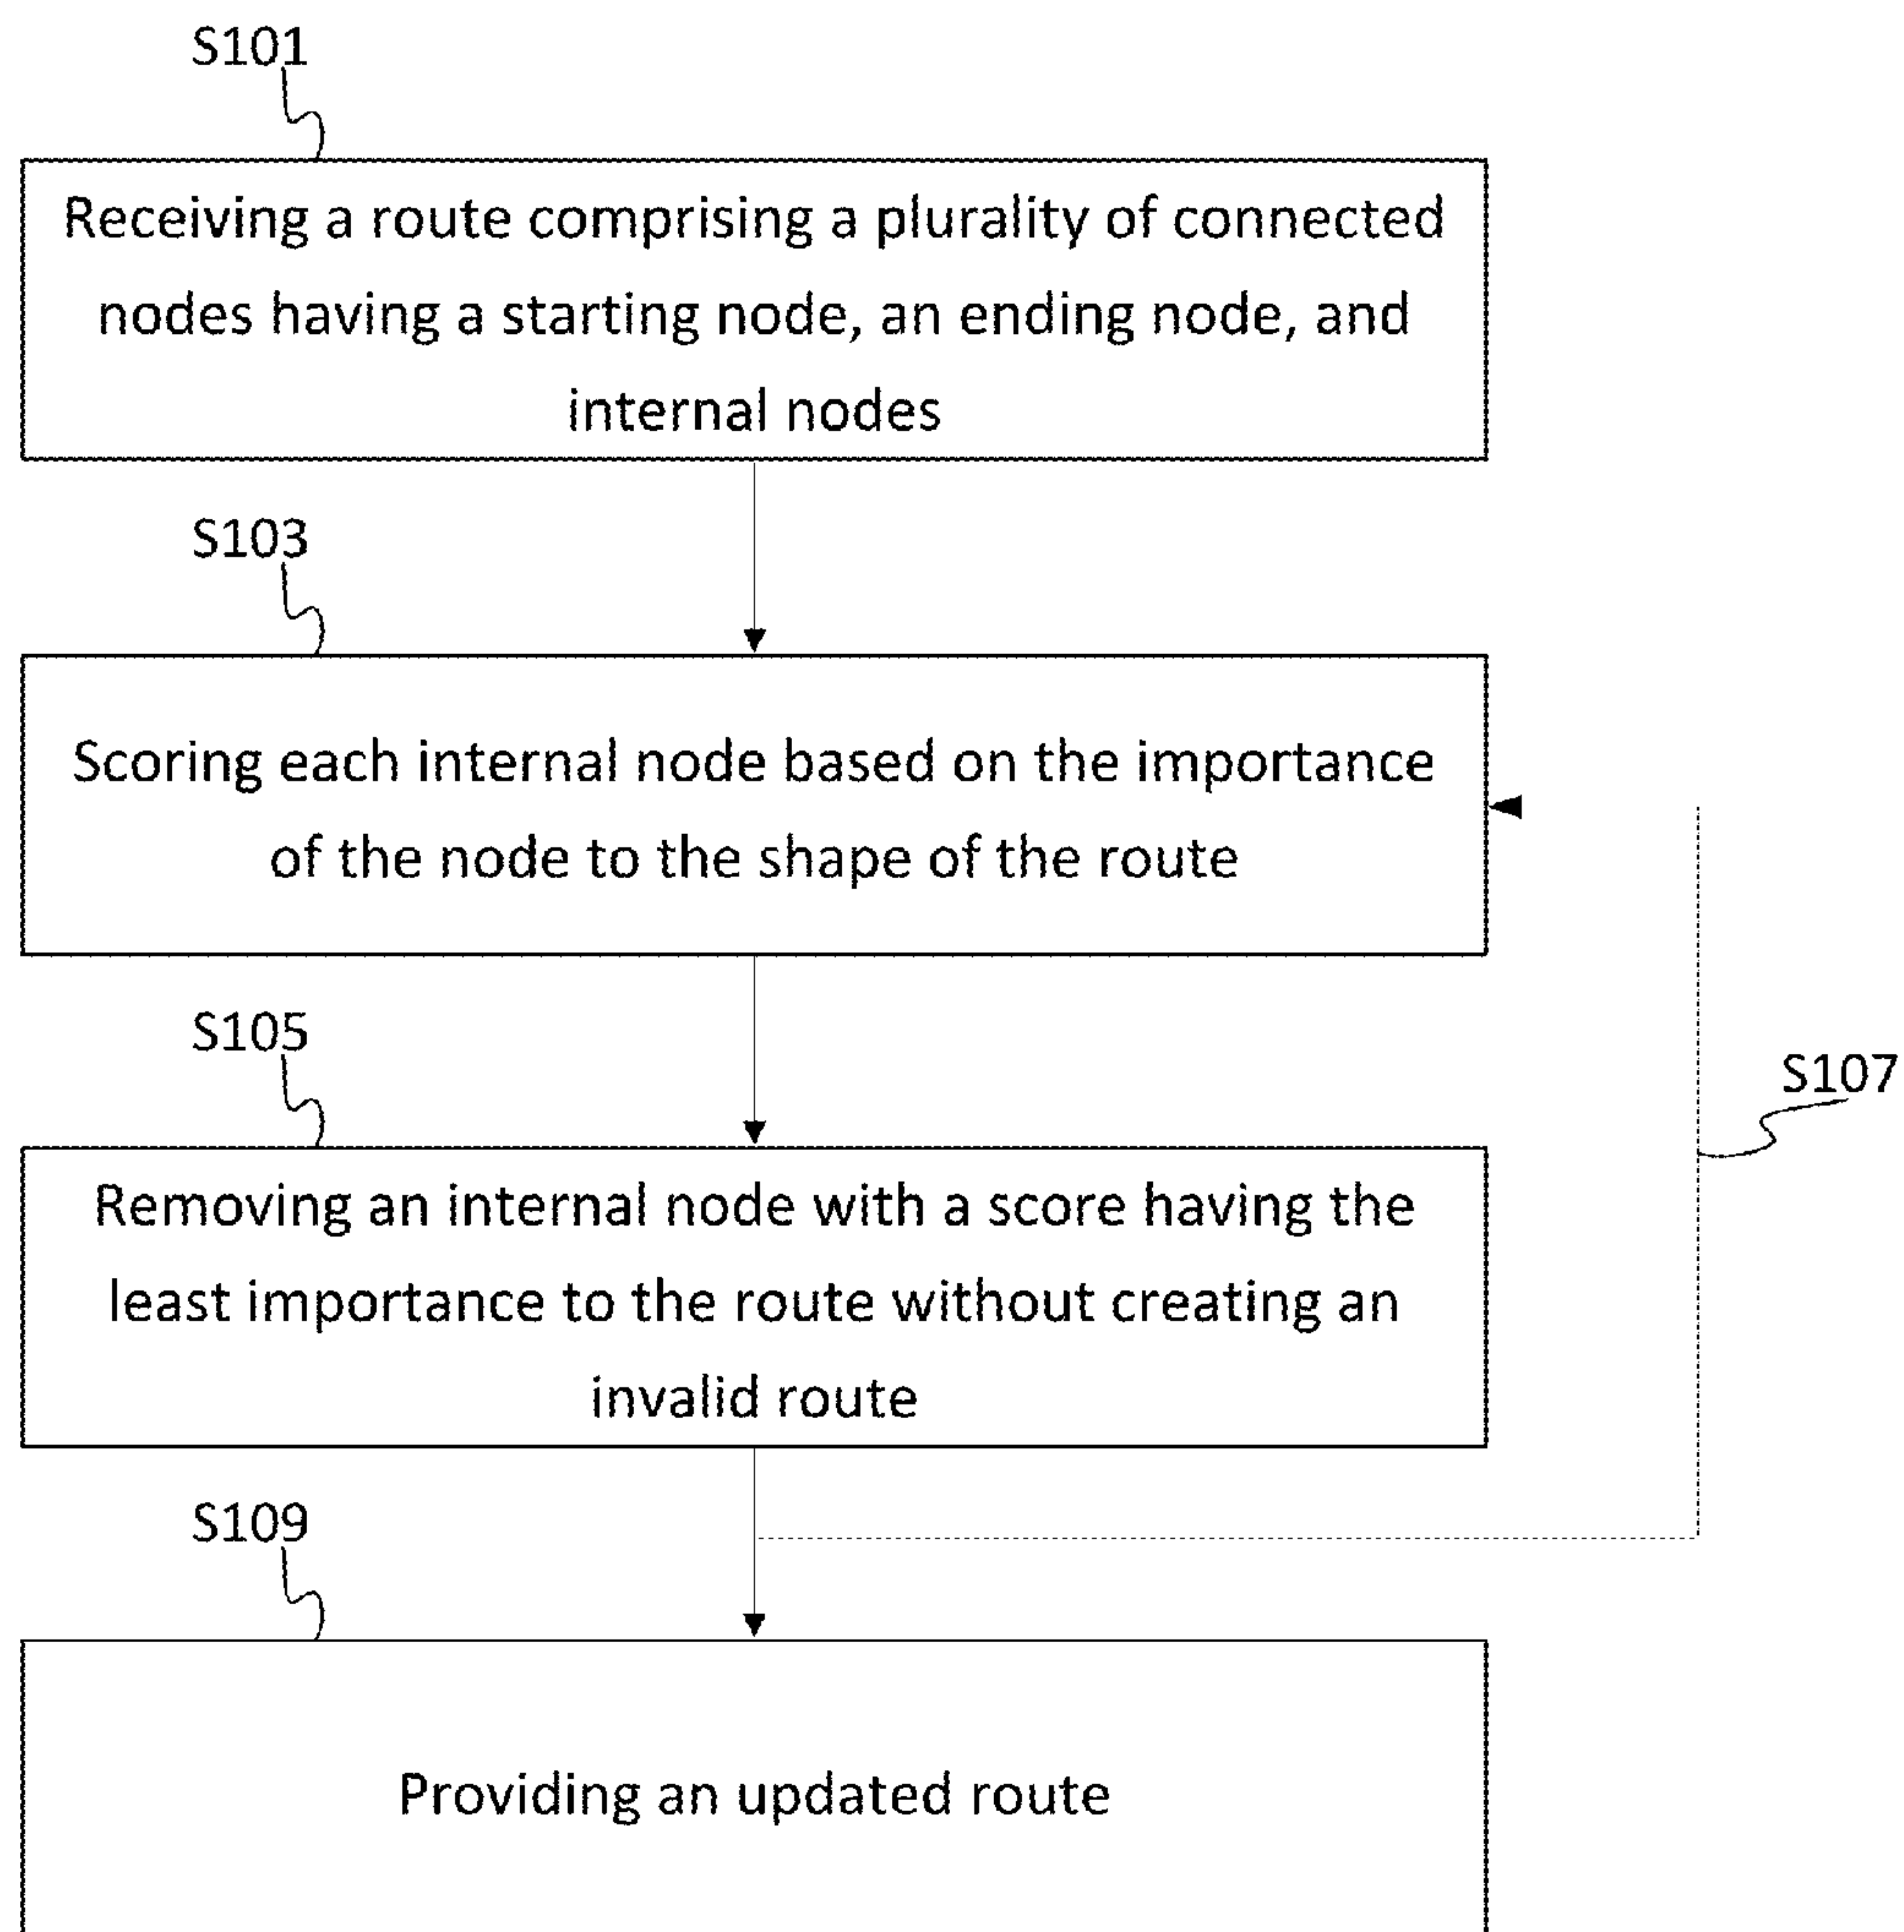 S101
Receiving a route comprising a plurality of connected
nodes having a starting node, an ending node, and
internal nodes
S103
Scoring each internal node based on the importance
of the node to the shape of the route
S105
S107
Removing an internal node with a score having the
least importance to the route without creating an
invalid route
S109
Providing an updated route